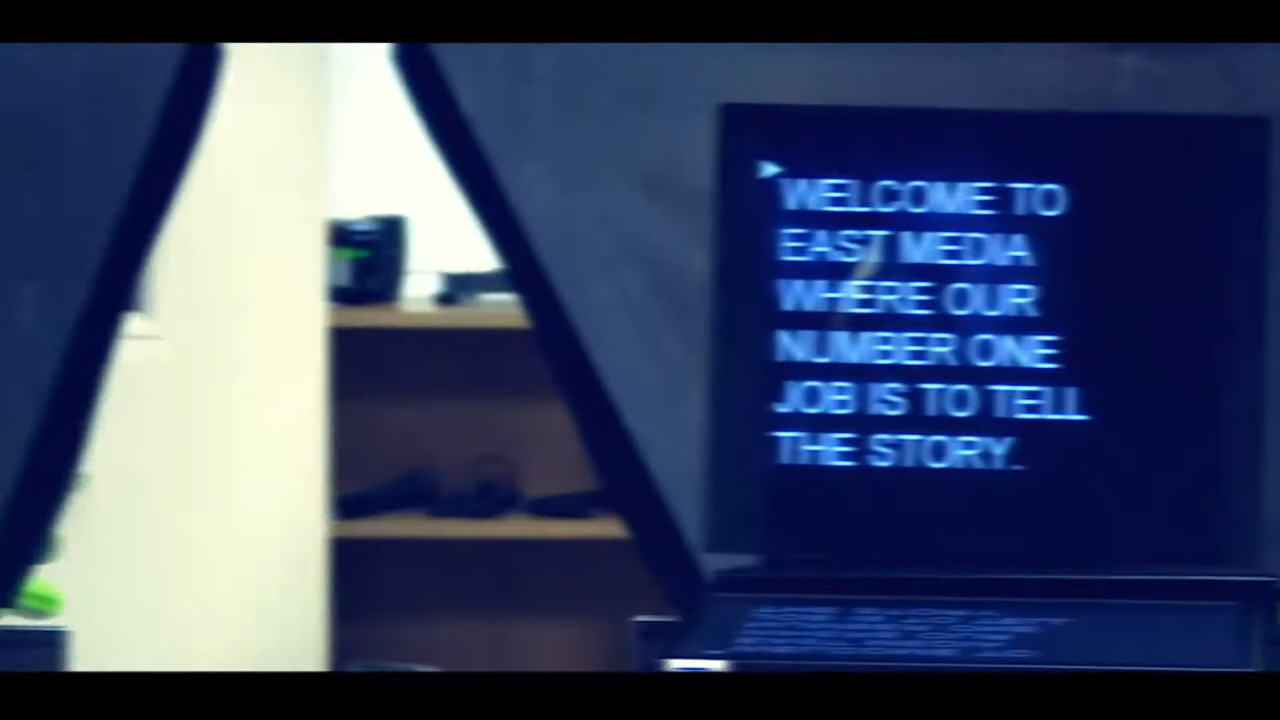 WELCOME TO
EAST MEDIA
WHERE OUR
NUMBER ONE
JOB IS TO TELL
THE STORY.